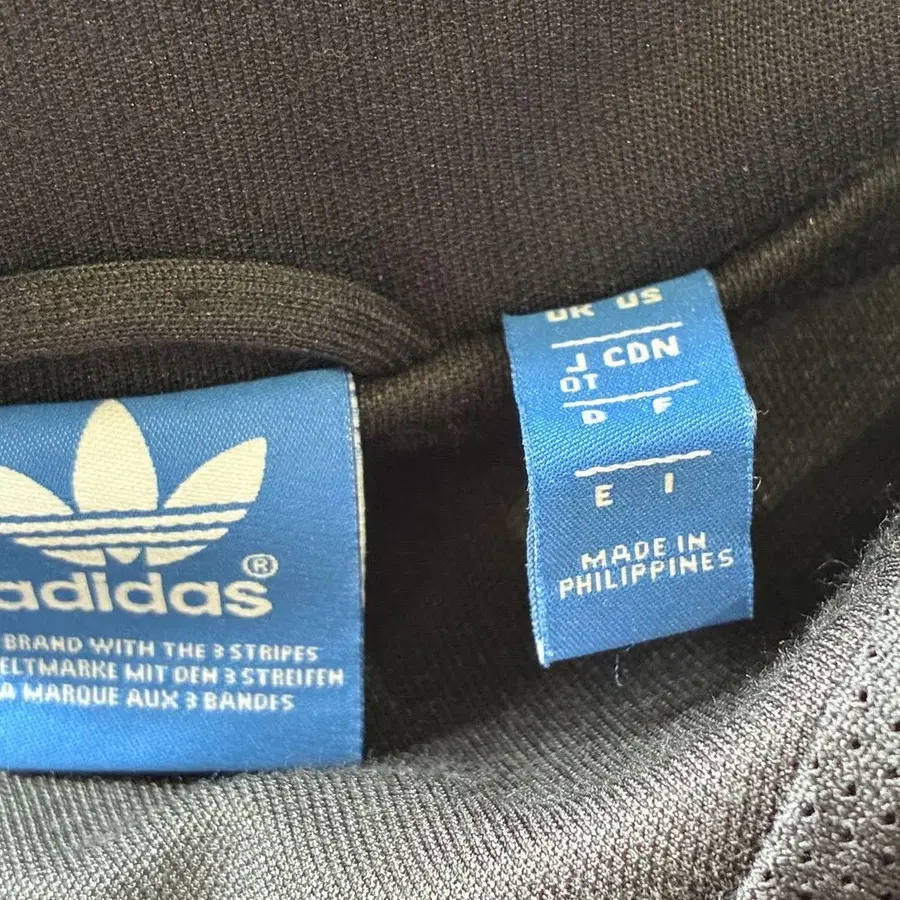 adidas®
BRAND WITH THE 3 STRIPES
ELTMARKE MIT DEN 3 STREIFEN
A MARQUE AUX 3 BANDES
UK US
J CDN
OT
D F
E I
MADE IN
PHILIPPINES